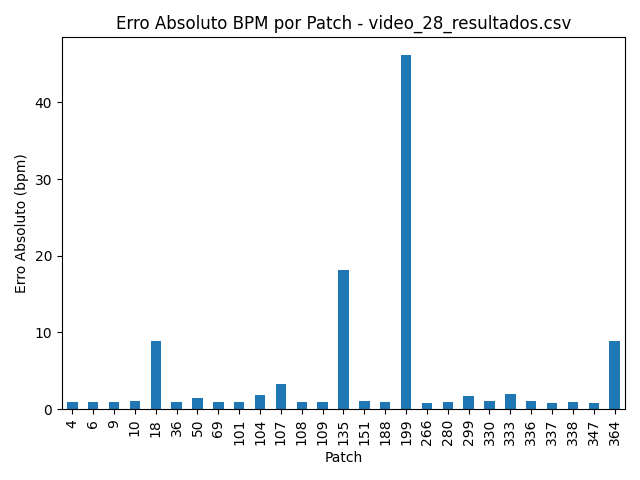 Erro Absoluto BPM por Patch - video_28_resultados.csv
Erro Absoluto (bpm)
40
30
20
10
0
4 6 9 10 18 36 50 69 101 104 107 108 109 135 151 188 199 266 280 299 330 333 336 337 338 347 364
Patch